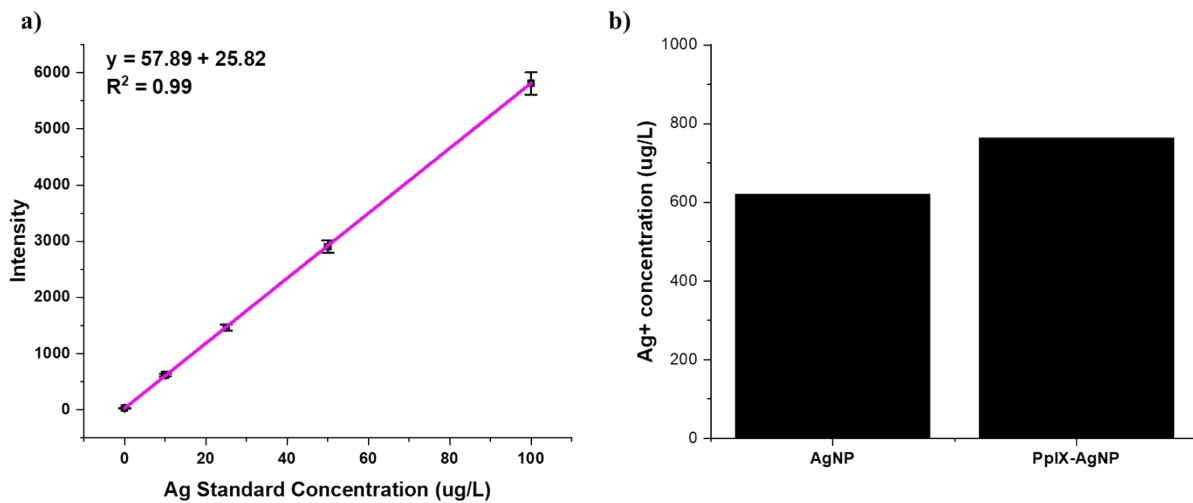 a)
y = 57.89 + 25.82
R² = 0.99
6000
5000
4000
3000
2000
1000
0
Intensity
0 20 40 60 80 100
Ag Standard Concentration (ug/L)
b)
1000
800
600
400
200
0
Ag+ concentration (ug/L)
AgNP PpIX-AgNP